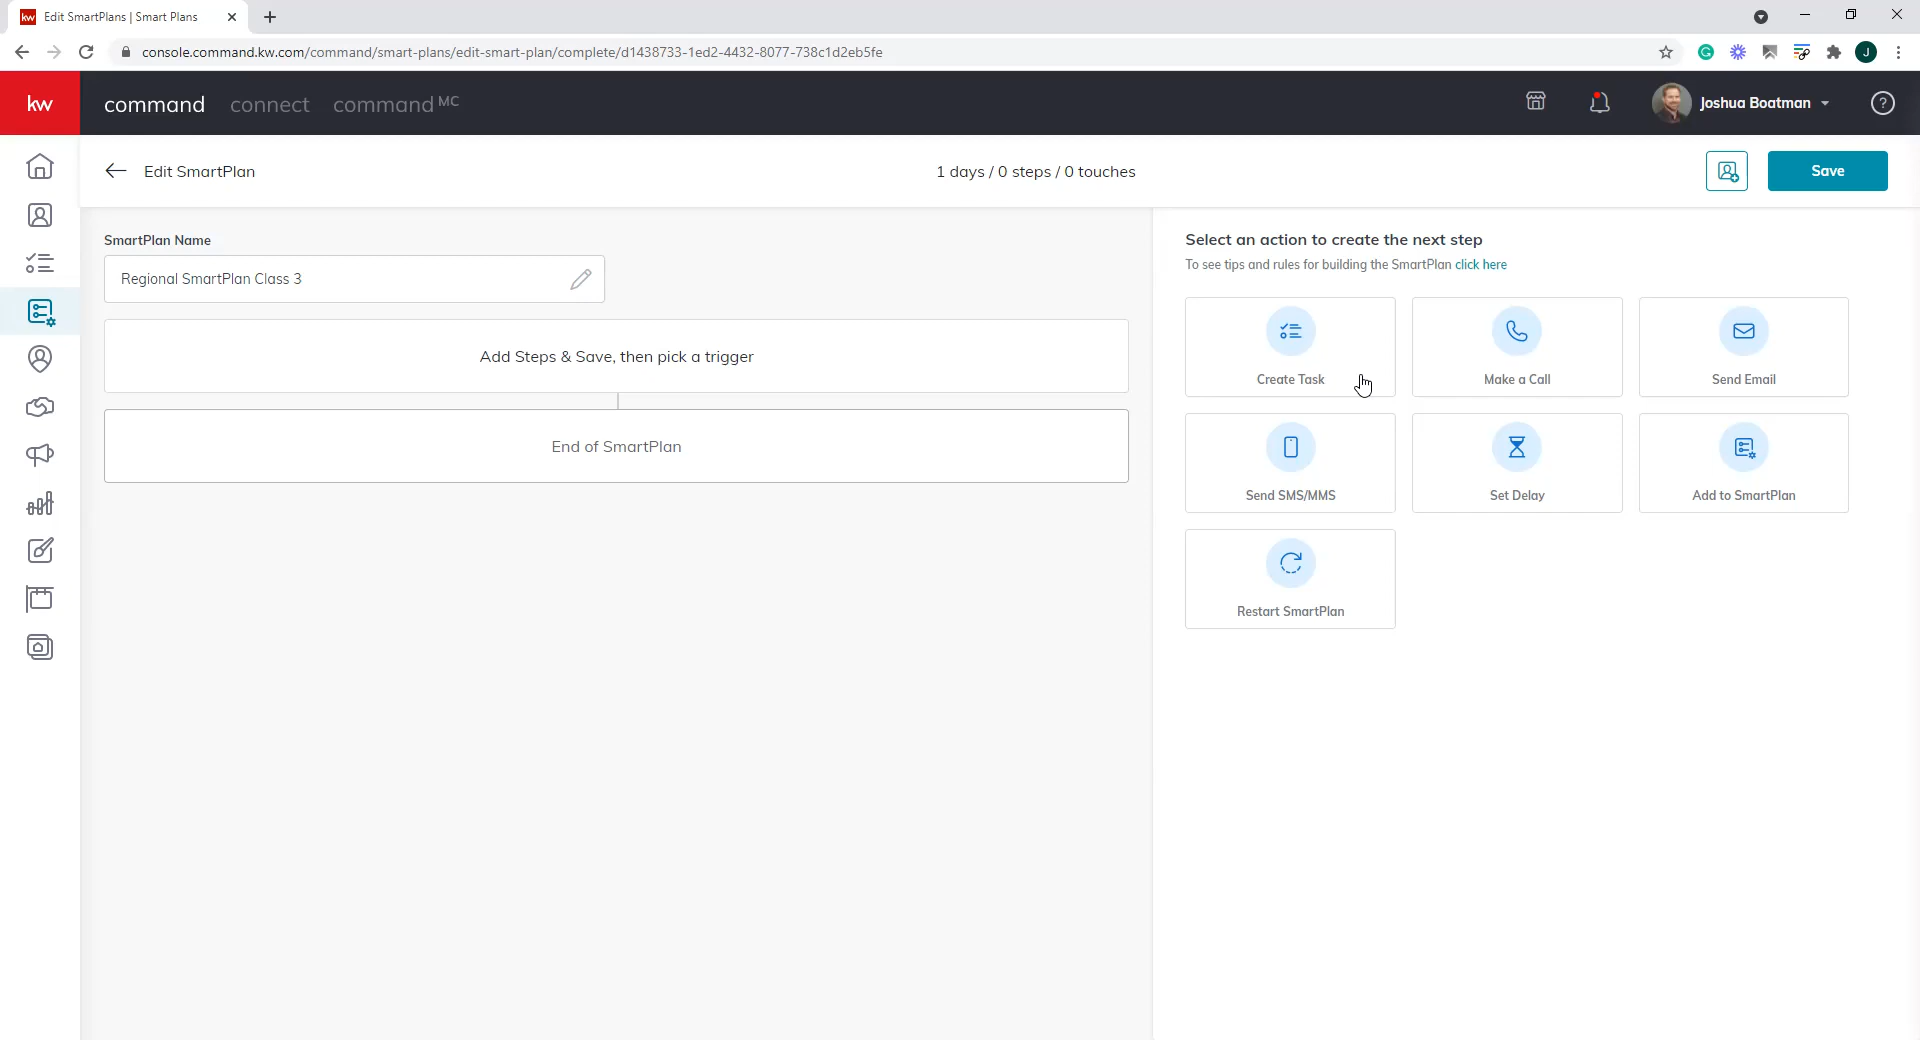 Edit SmartPlans | Smart Plans
console.command.kw.com/command/smart-plans/edit-smart-plan/complete/d1438733-1ed2-4432-8077-738c1d2eb5fe
J
kw
command connect command MC
Joshua Boatman
Edit SmartPlan
1 days / 0 steps / 0 touches
Save
SmartPlan Name
Regional SmartPlan Class 3
Add Steps & Save, then pick a trigger
End of SmartPlan
Select an action to create the next step
To see tips and rules for building the SmartPlan click here
Create Task
Make a Call
Send Email
Send SMS/MMS
Set Delay
Add to SmartPlan
Restart SmartPlan